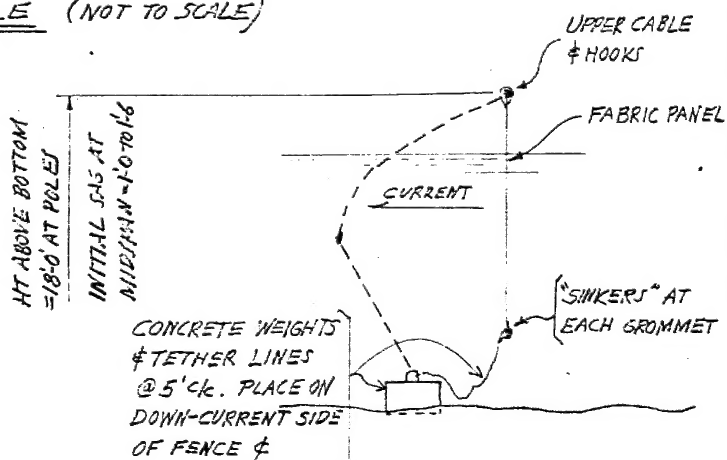 LE (NOT TO SCALE)
UPPER CABLE
& HOOKS
FABRIC PANEL
CURRENT
HT ABOVE BOTTOM
=18'-0" AT POLES
INITIAL SAG AT
MIDSPAN=1'-0 TO 1'-6
"SINKERS" AT
EACH GROMMET
CONCRETE WEIGHTS
& TETHER LINES
@ 5' c/c. PLACE ON
DOWN-CURRENT SIDE
OF FENCE &